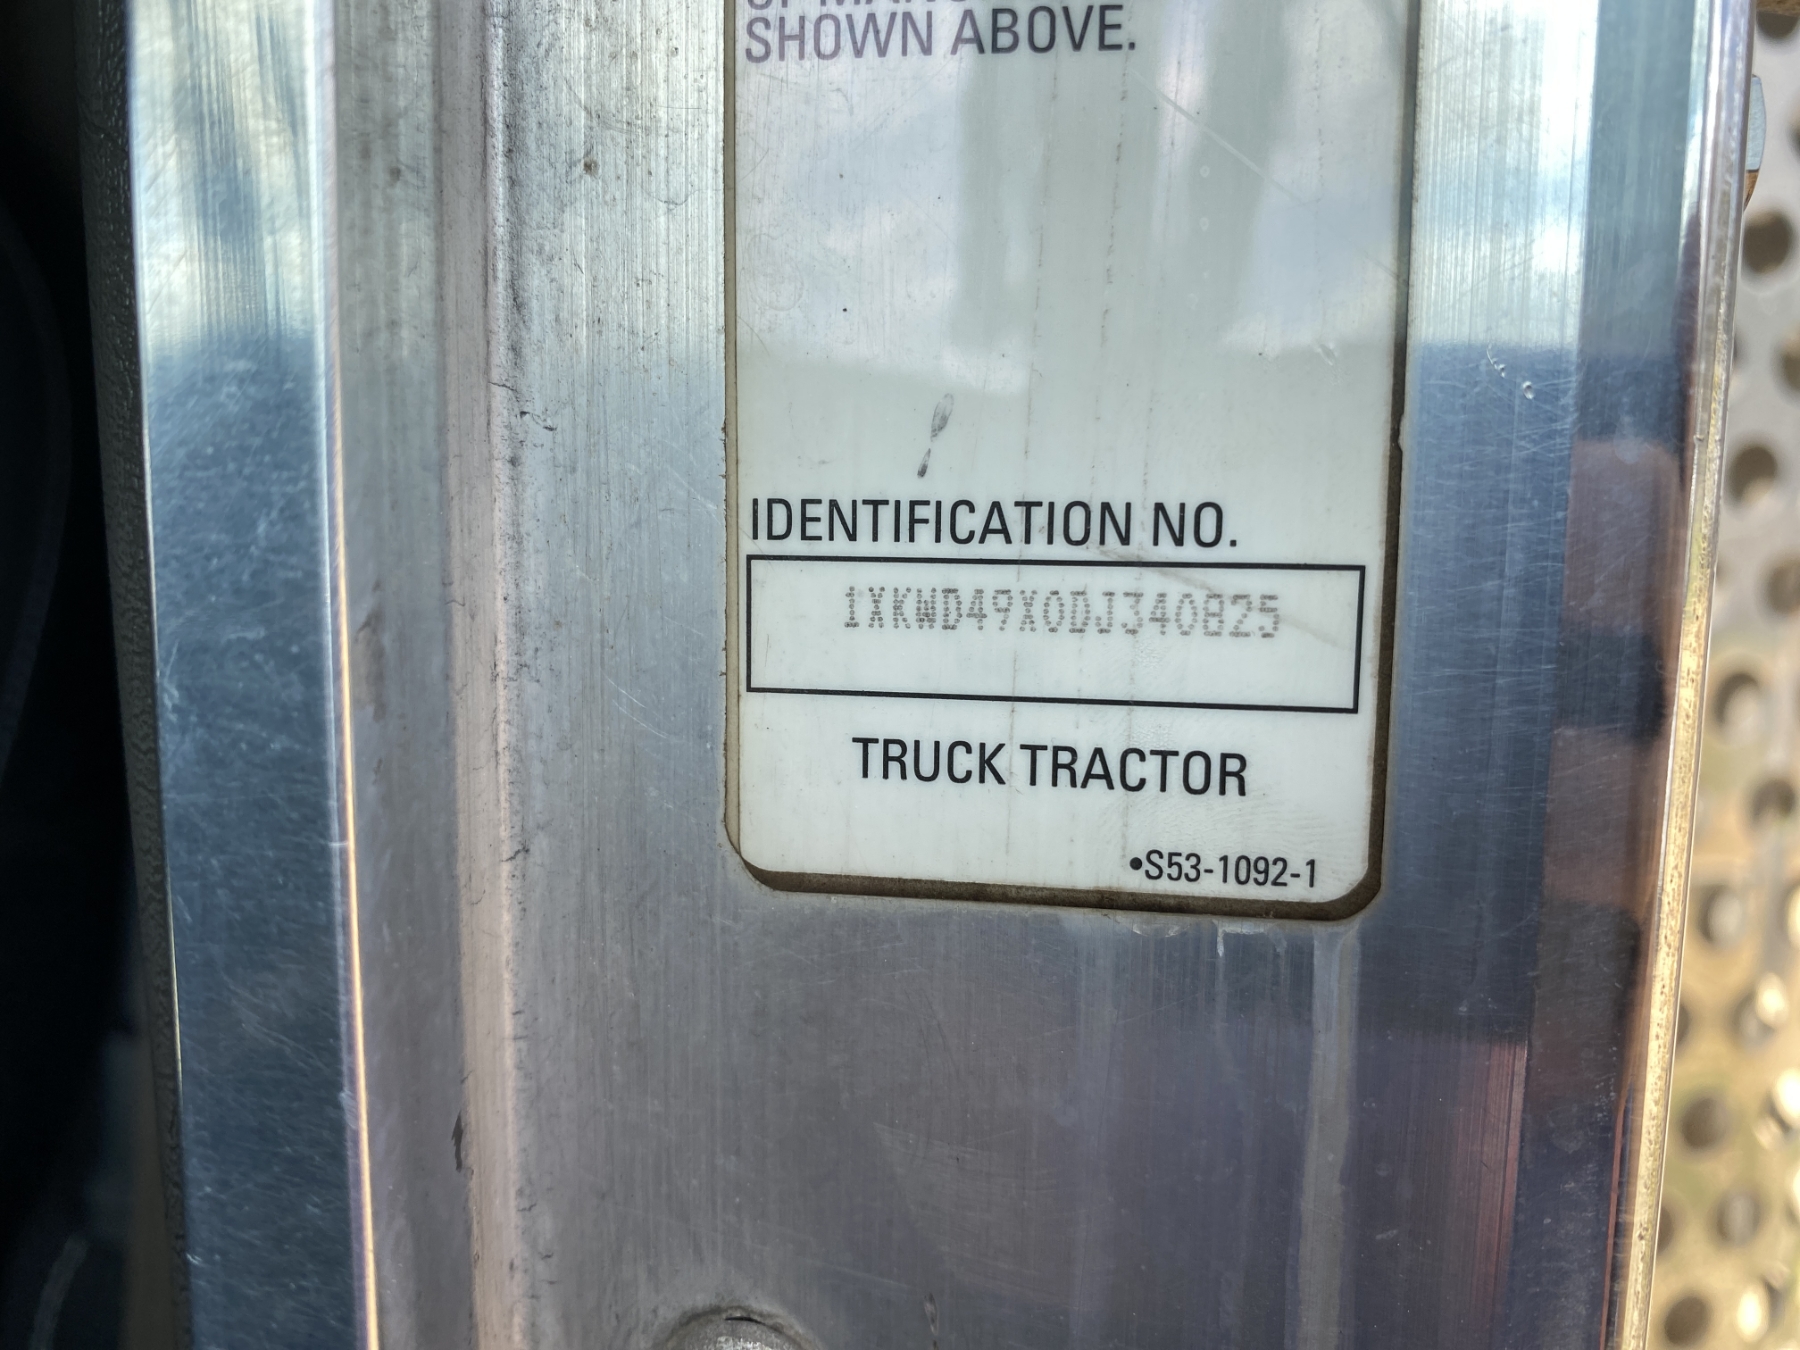 SHOWN ABOVE.
IDENTIFICATION NO.
1XKWD49X0DJ340825
TRUCK TRACTOR
•S53-1092-1